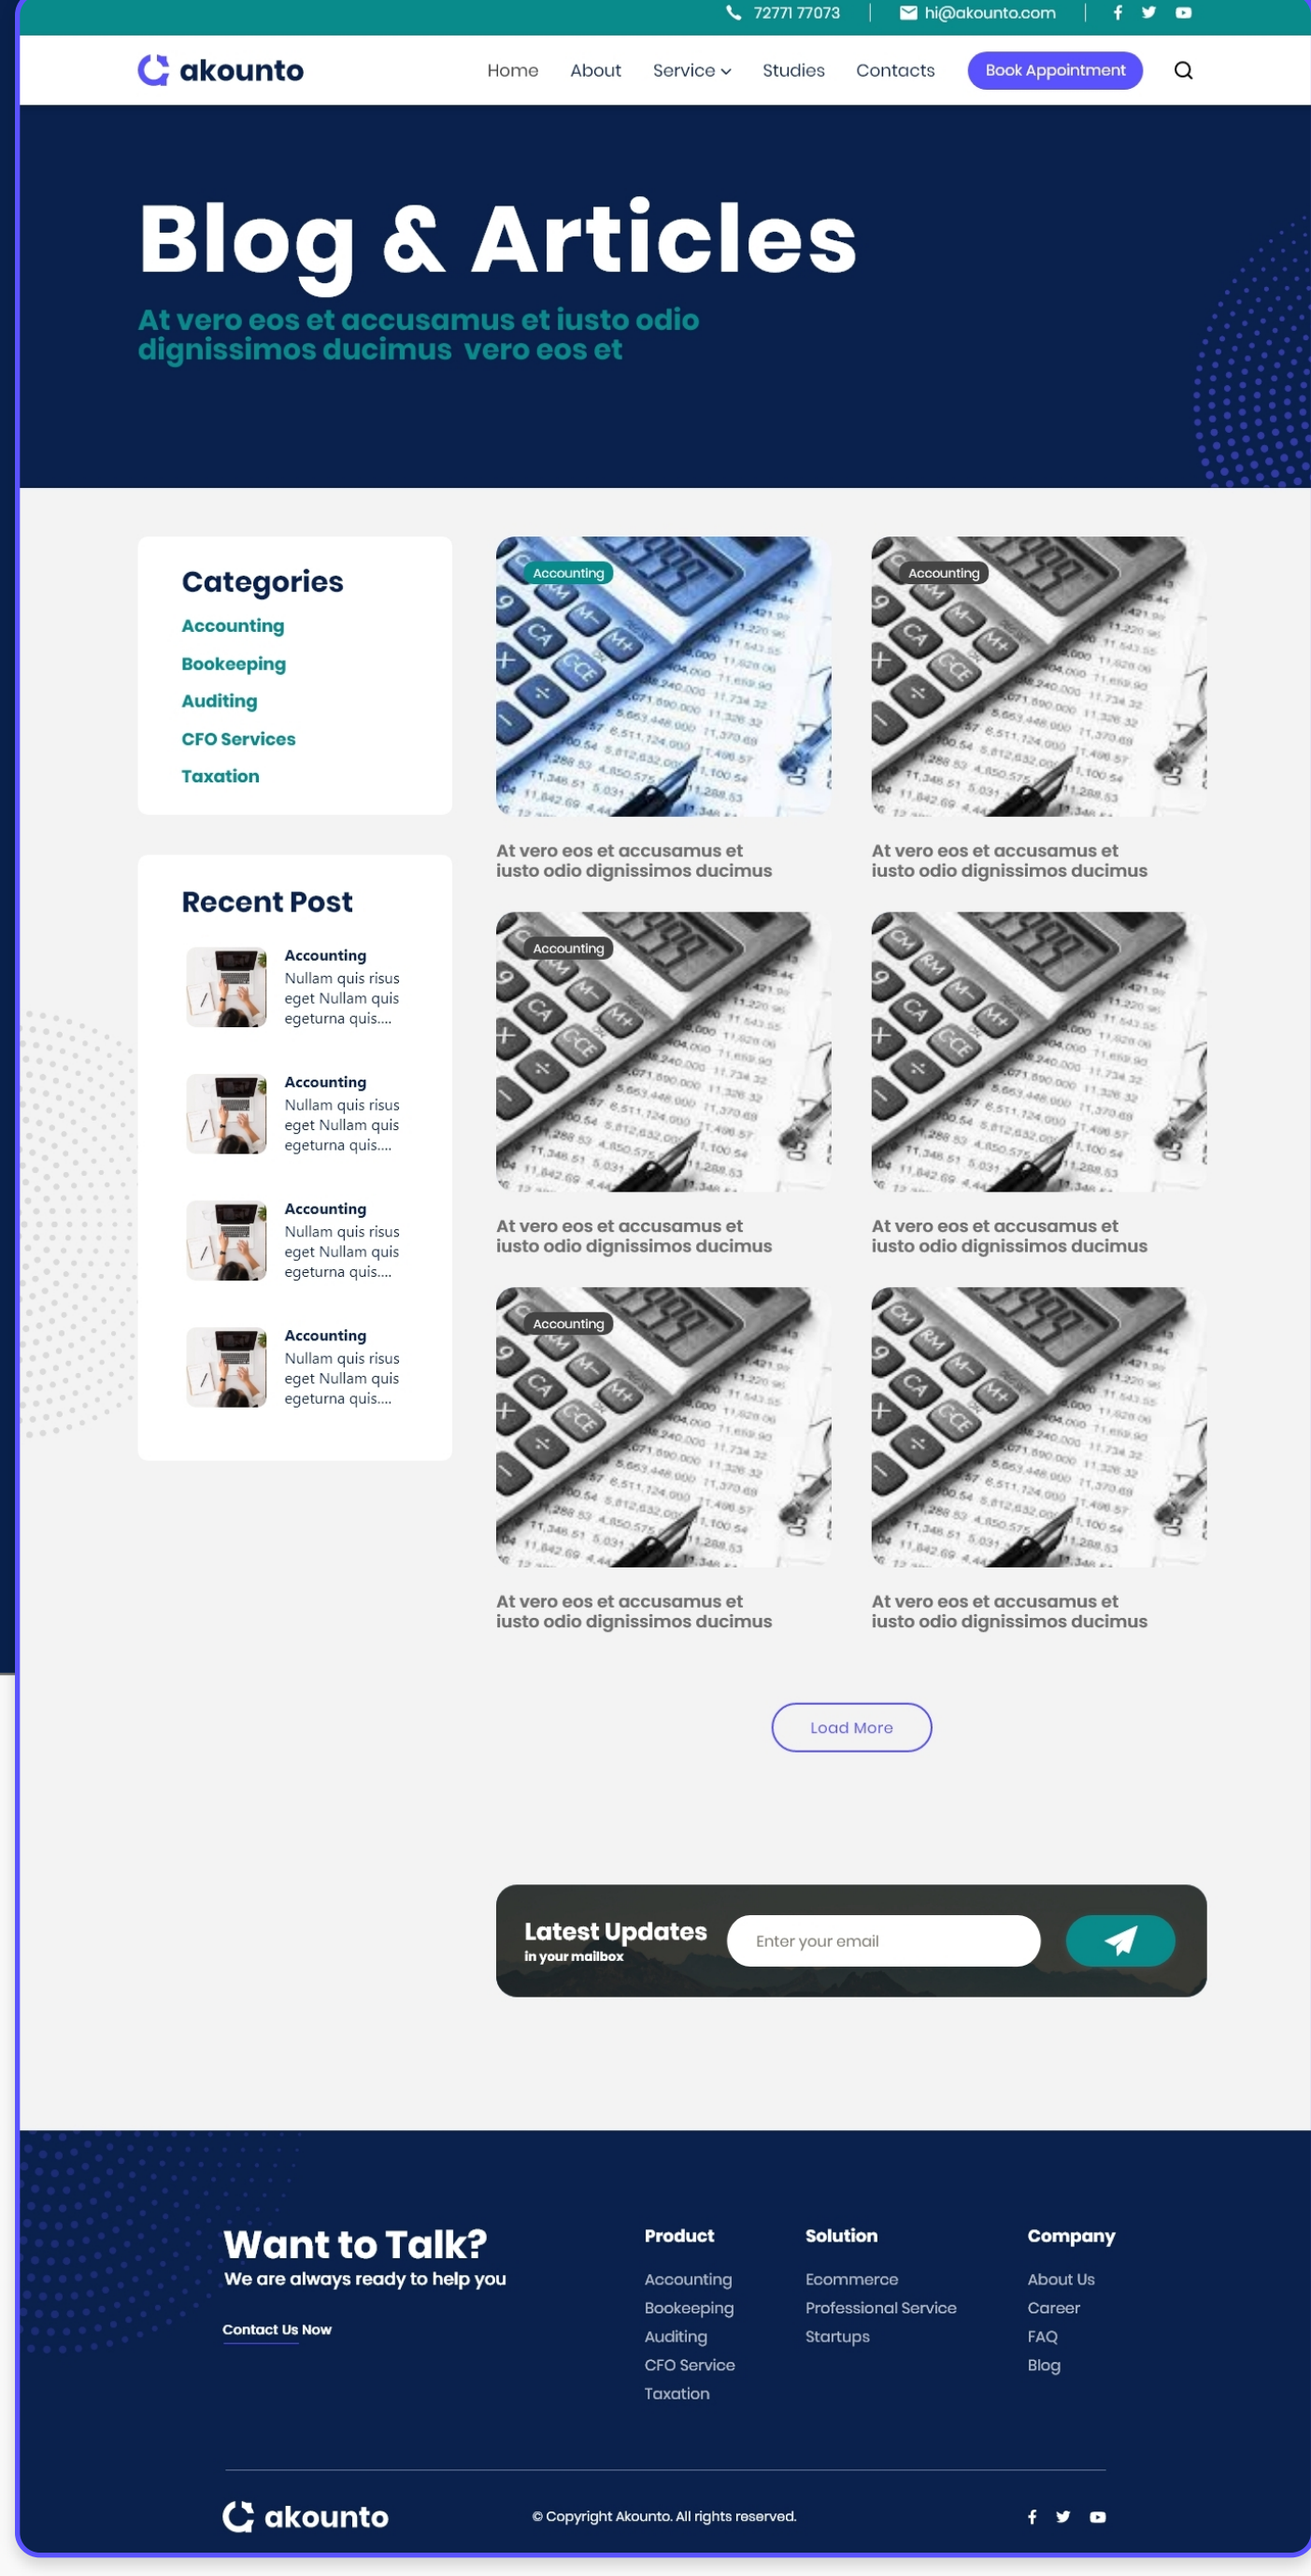 72771 77073
hi@akounto.com
akounto
Home
About
Service
Studies
Contacts
Book Appointment
Blog & Articles
At vero eos et accusamus et iusto odio
dignissimos ducimus vero eos et
Categories
Accounting
Bookeeping
Auditing
CFO Services
Taxation
Recent Post
Accounting
Nullam quis risus
eget Nullam quis
egeturna quis....
Accounting
Nullam quis risus
eget Nullam quis
egeturna quis....
Accounting
Nullam quis risus
eget Nullam quis
egeturna quis....
Accounting
Nullam quis risus
eget Nullam quis
egeturna quis....
Accounting
At vero eos et accusamus et
iusto odio dignissimos ducimus
Accounting
At vero eos et accusamus et
iusto odio dignissimos ducimus
Accounting
At vero eos et accusamus et
iusto odio dignissimos ducimus
At vero eos et accusamus et
iusto odio dignissimos ducimus
Accounting
At vero eos et accusamus et
iusto odio dignissimos ducimus
At vero eos et accusamus et
iusto odio dignissimos ducimus
Load More
Latest Updates
in your mailbox
Enter your email
Want to Talk?
We are always ready to help you
Contact Us Now
Product
Accounting
Bookeeping
Auditing
CFO Service
Taxation
Solution
Ecommerce
Professional Service
Startups
Company
About Us
Career
FAQ
Blog
akounto
© Copyright Akounto. All rights reserved.